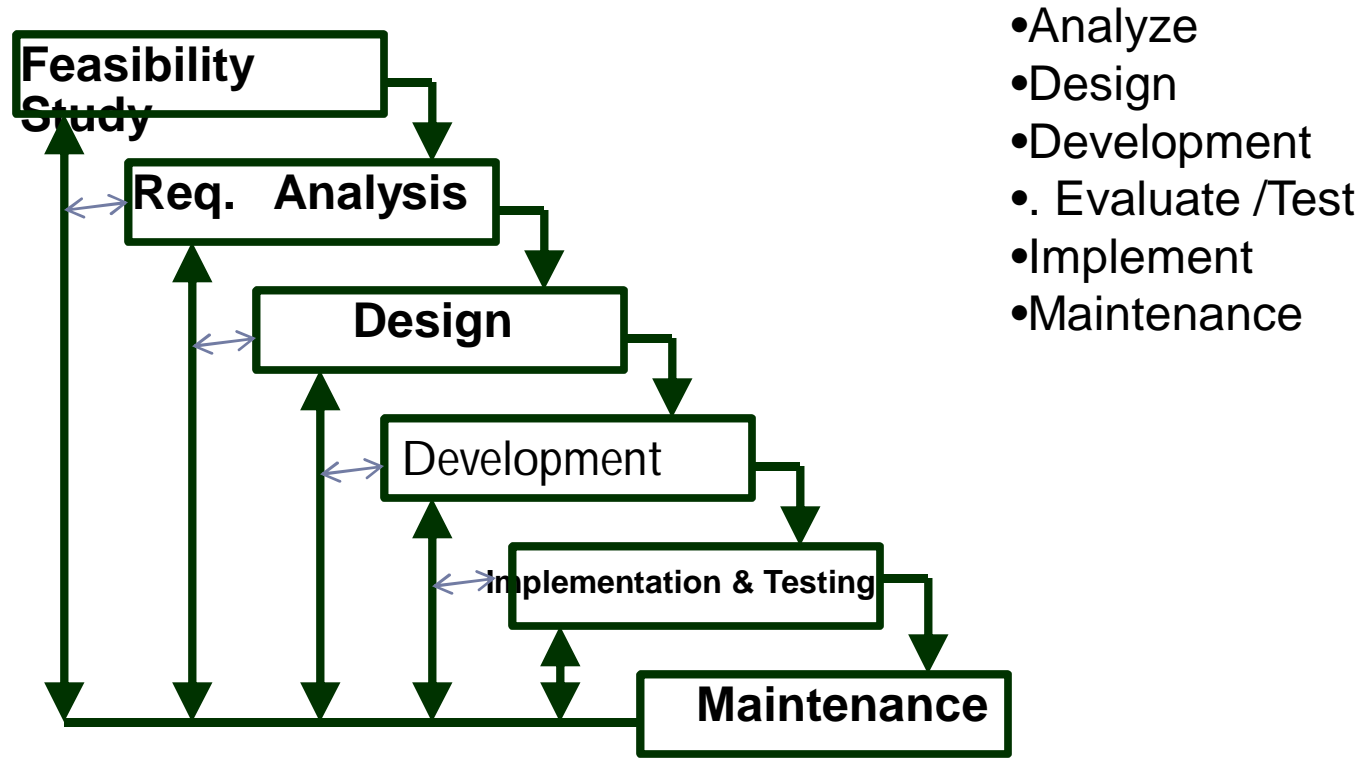 Feasibility
Study
Req. Analysis
Design
Development
Implementation & Testing
Maintenance
•Analyze
•Design
•Development
•. Evaluate /Test
•Implement
•Maintenance